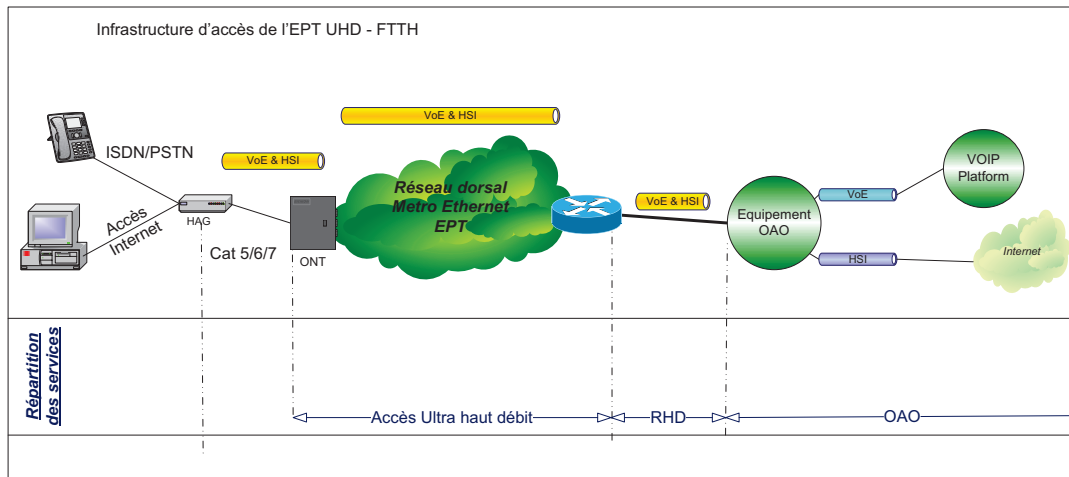 Infrastructure d'accès de l'EPT UHD - FTTH
VoE & HSI
ISDN/PSTN
VoE & HSI
Accès
Internet
HAG
Cat 5/6/7
ONT
Réseau dorsal
Metro Ethernet
EPT
VoE & HSI
Equipement
OAO
VoE
HSI
VOIP
Platform
Internet
Répartition
des services
Accès Ultra haut débit
RHD
OAO